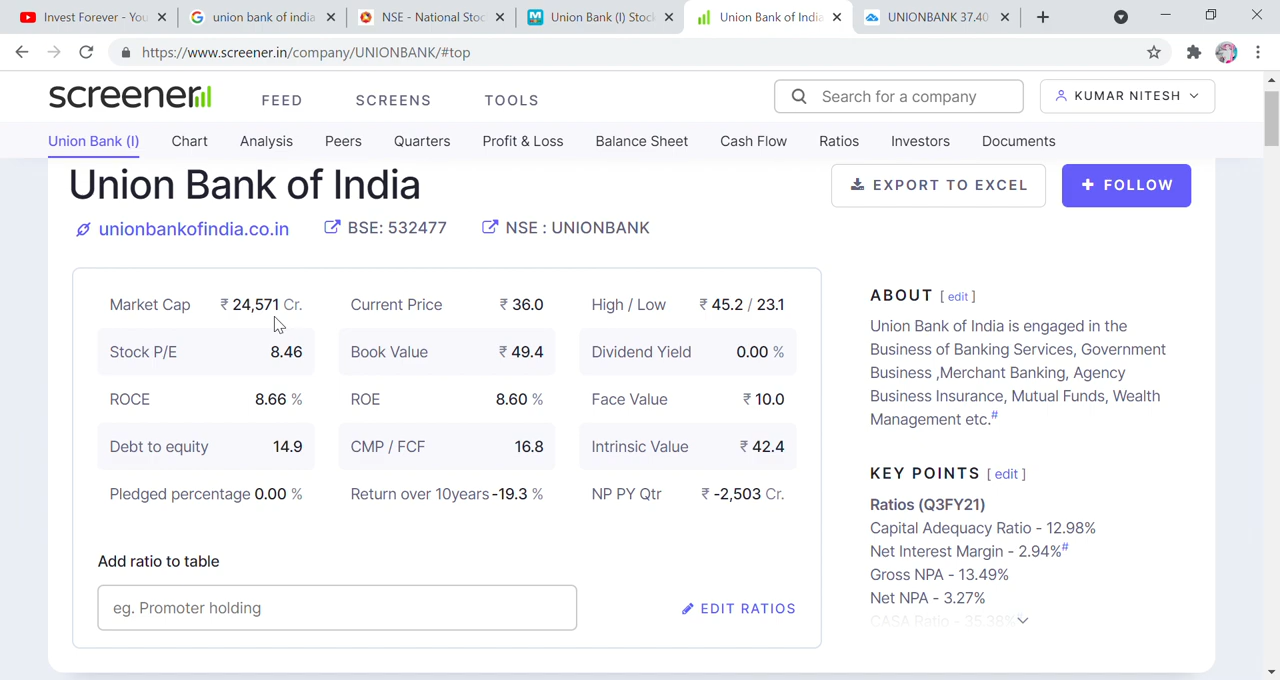 Invest Forever - You
union bank of india
NSE - National Stoc
Union Bank (I) Stoc
Union Bank of India
UNIONBANK 37.40
https://www.screener.in/company/UNIONBANK/#top
screener
FEED
SCREENS
TOOLS
Search for a company
KUMAR NITESH
Union Bank (I)
Chart
Analysis
Peers
Quarters
Profit & Loss
Balance Sheet
Cash Flow
Ratios
Investors
Documents
Union Bank of India
EXPORT TO EXCEL
+ FOLLOW
unionbankofindia.co.in
BSE: 532477
NSE : UNIONBANK
Market Cap ₹ 24,571 Cr.
Current Price ₹ 36.0
High / Low ₹ 45.2 / 23.1
Stock P/E 8.46
Book Value ₹ 49.4
Dividend Yield 0.00 %
ROCE 8.66 %
ROE 8.60 %
Face Value ₹ 10.0
Debt to equity 14.9
CMP / FCF 16.8
Intrinsic Value ₹ 42.4
Pledged percentage 0.00 %
Return over 10years -19.3 %
NP PY Qtr ₹ -2,503 Cr.
Add ratio to table
eg. Promoter holding
EDIT RATIOS
ABOUT [ edit ]
Union Bank of India is engaged in the
Business of Banking Services, Government
Business ,Merchant Banking, Agency
Business Insurance, Mutual Funds, Wealth
Management etc.#
KEY POINTS [ edit ]
Ratios (Q3FY21)
Capital Adequacy Ratio - 12.98%
Net Interest Margin - 2.94%#
Gross NPA - 13.49%
Net NPA - 3.27%
CASA Ratio - 35.38%